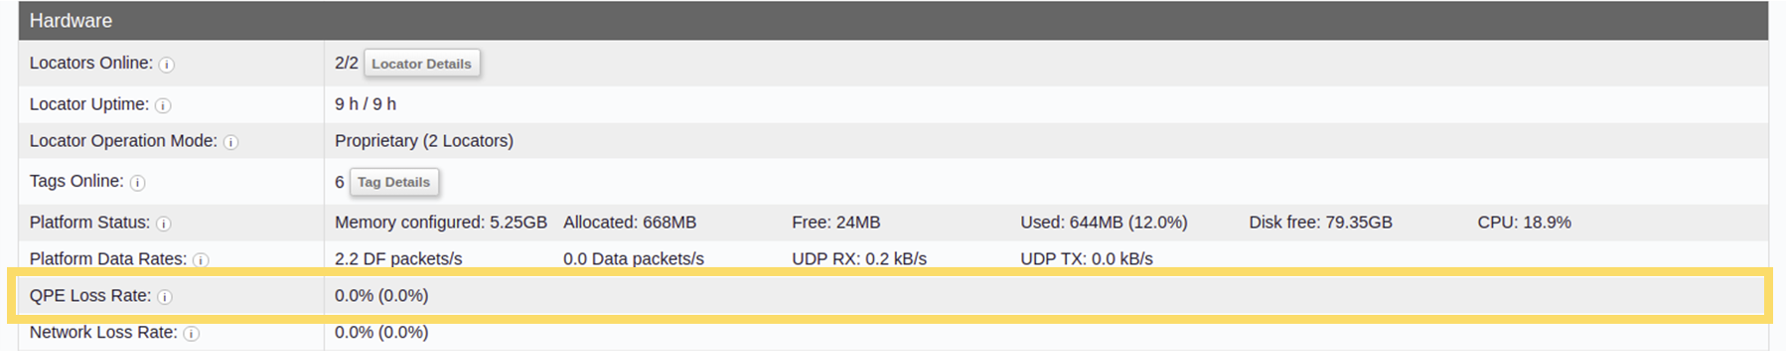 Hardware
Locators Online: 2/2 Locator Details
Locator Uptime: 9 h / 9 h
Locator Operation Mode: Proprietary (2 Locators)
Tags Online: 6 Tag Details
Platform Status: Memory configured: 5.25GB Allocated: 668MB Free: 24MB Used: 644MB (12.0%) Disk free: 79.35GB CPU: 18.9%
Platform Data Rates: 2.2 DF packets/s 0.0 Data packets/s UDP RX: 0.2 kB/s UDP TX: 0.0 kB/s
QPE Loss Rate: 0.0% (0.0%)
Network Loss Rate: 0.0% (0.0%)